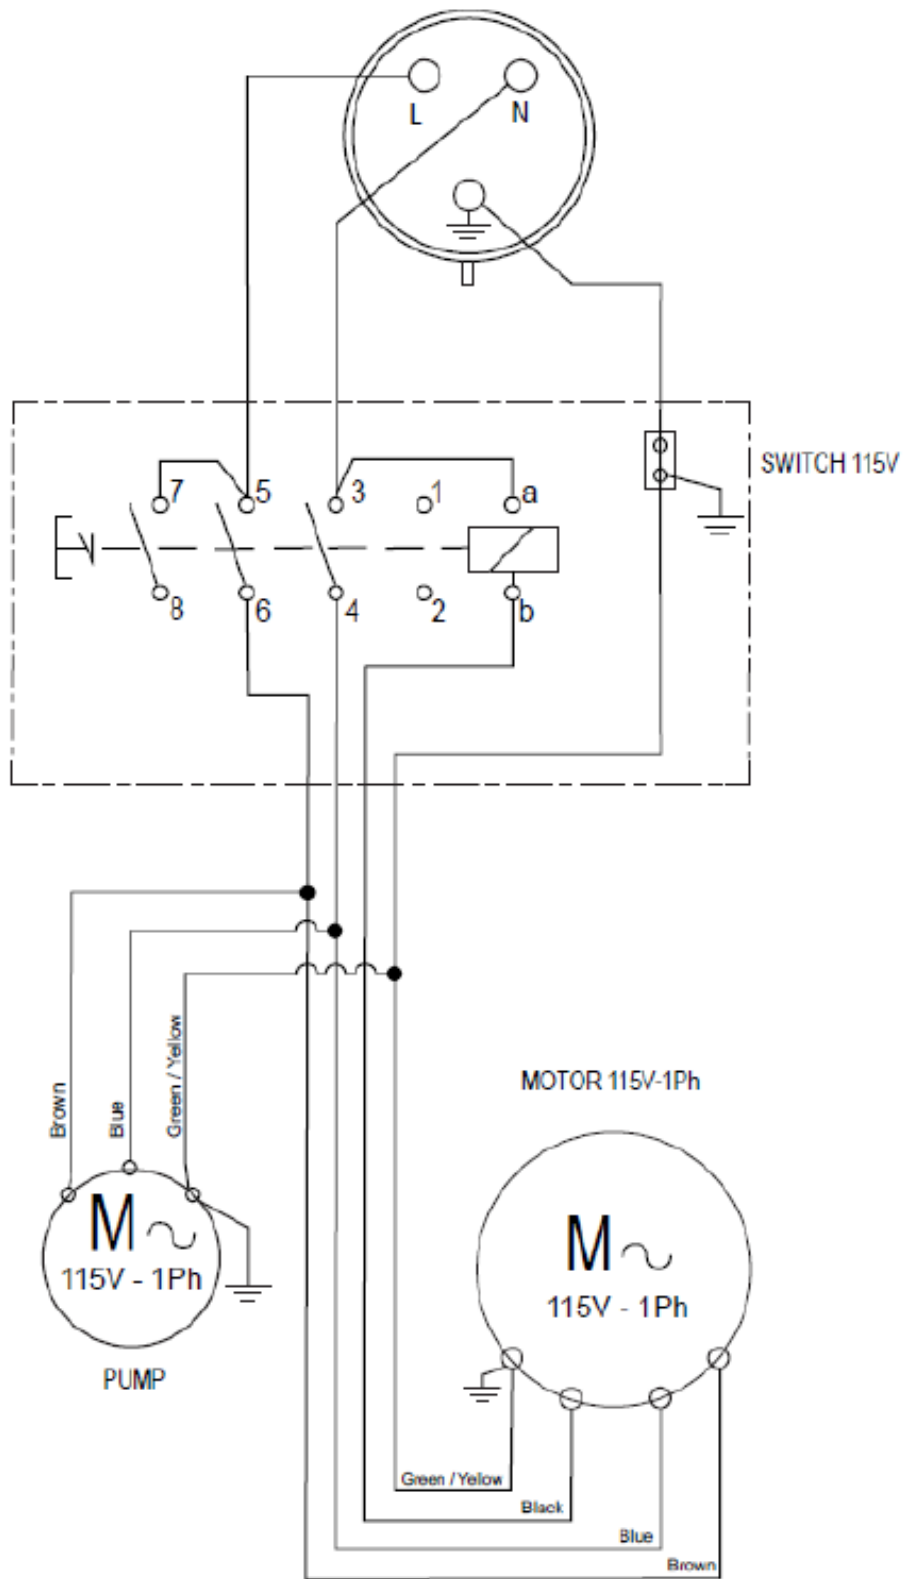 L N
SWITCH 115V
7 5 3 1 a
8 6 4 2 b
Brown
Blue
Green / Yellow
MOTOR 115V-1Ph
M
115V - 1Ph
PUMP
M
115V - 1Ph
Green / Yellow
Black
Blue
Brown